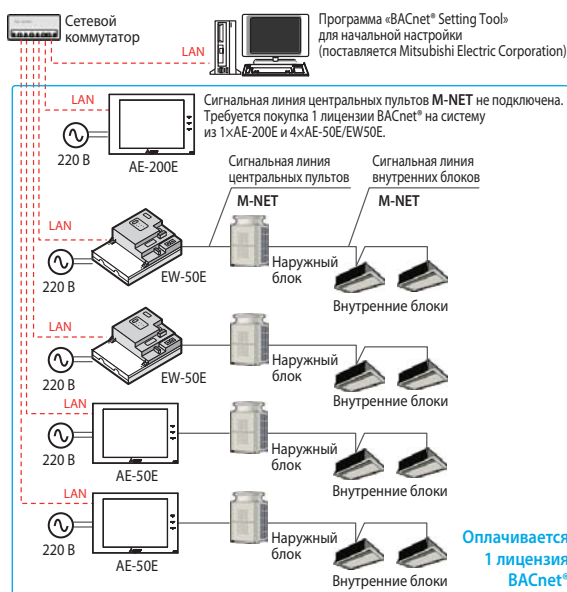 Сетевой
коммутатор
LAN
Программа «BACnet® Setting Tool»
для начальной настройки
(поставляется Mitsubishi Electric Corporation)
LAN
220 В
AE-200E
Сигнальная линия центральных пультов M-NET не подключена.
Требуется покупка 1 лицензии BACnet® на систему
из 1×AE-200E и 4×AE-50E/EW50E.
Сигнальная линия
центральных пультов
M-NET
Сигнальная линия
внутренних блоков
M-NET
LAN
220 В
EW-50E
Наружный
блок
Внутренние блоки
LAN
220 В
EW-50E
Наружный
блок
Внутренние блоки
LAN
220 В
AE-50E
Наружный
блок
Внутренние блоки
LAN
220 В
AE-50E
Наружный
блок
Внутренние блоки
Оплачивается
1 лицензия
BACnet®